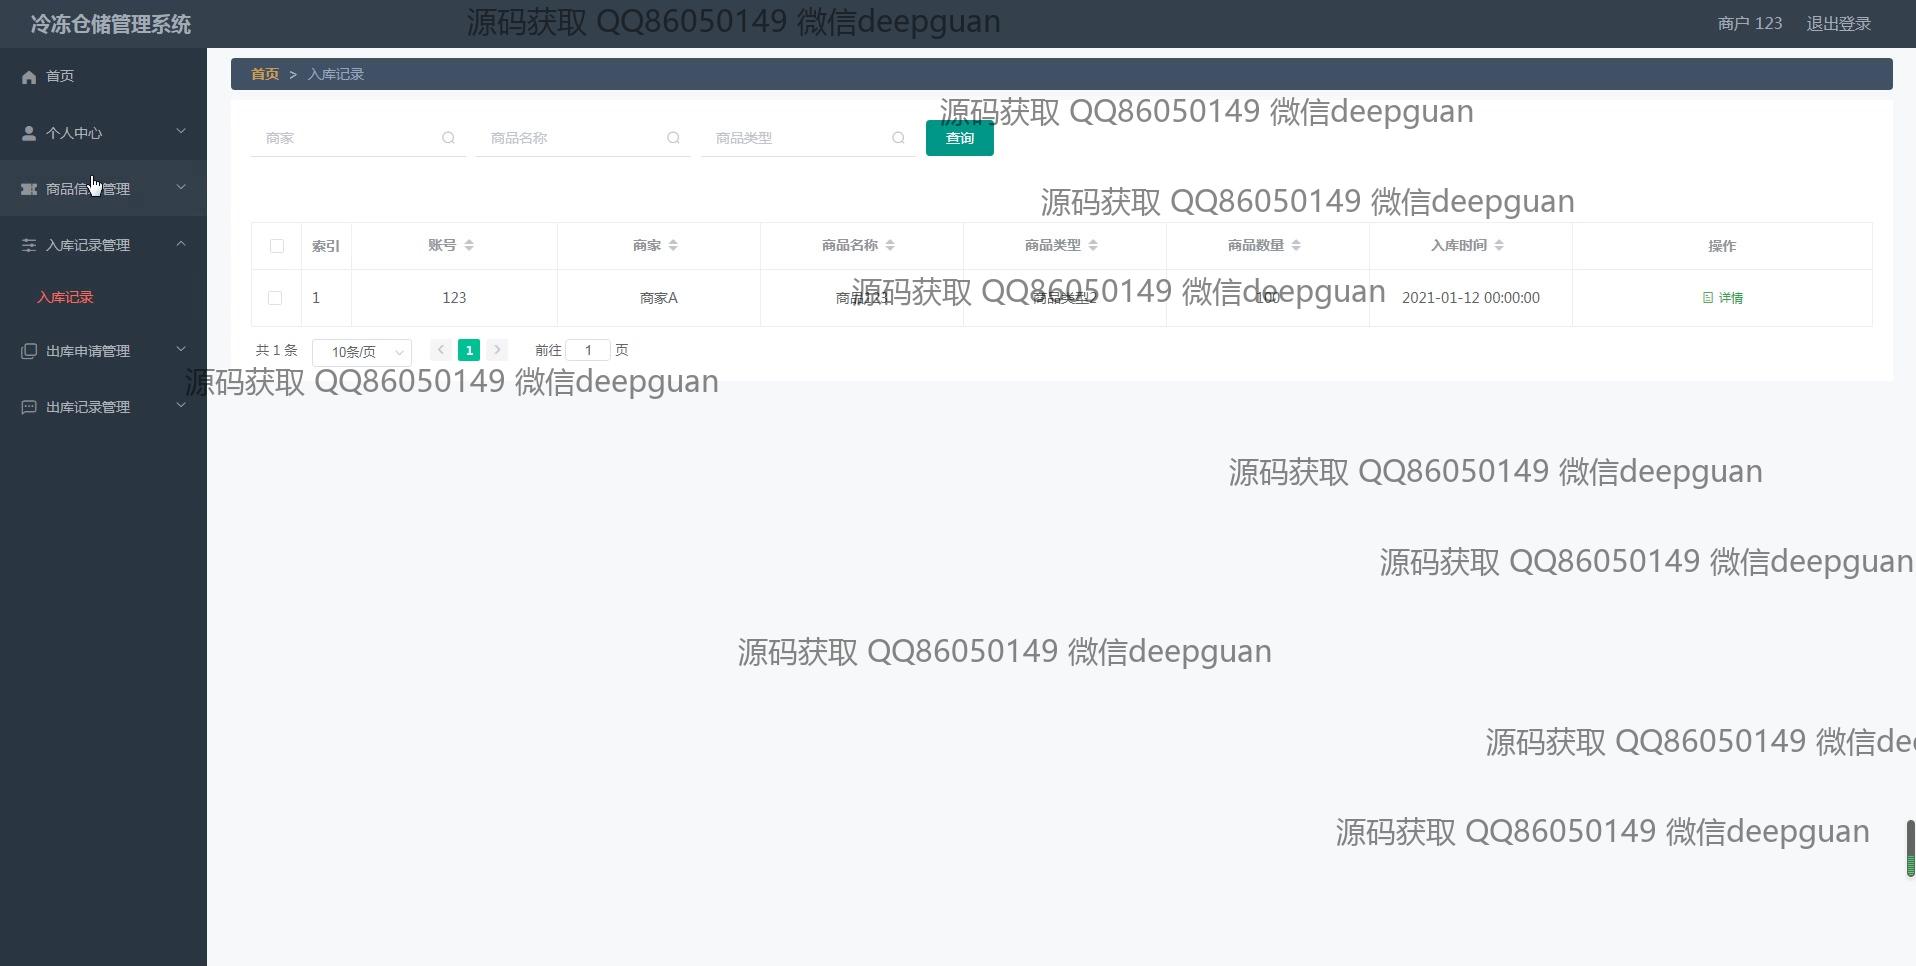 冷冻仓储管理系统
源码获取 QQ86050149 微信deepguan
商户 123 退出登录
首页
个人中心
商品信息管理
入库记录管理
入库记录
出库申请管理
出库记录管理
首页 > 入库记录
源码获取 QQ86050149 微信deepguan
商家 商品名称 商品类型 查询
源码获取 QQ86050149 微信deepguan
索引 账号 商家 商品名称 商品类型 商品数量 入库时间 操作
1 123 商家A 商品123 商品类型2 100 2021-01-12 00:00:00 详情
源码获取 QQ86050149 微信deepguan
共 1 条 10条/页 1 前往 1 页
源码获取 QQ86050149 微信deepguan
源码获取 QQ86050149 微信deepguan
源码获取 QQ86050149 微信deepguan
源码获取 QQ86050149 微信deepguan
源码获取 QQ86050149 微信dee
源码获取 QQ86050149 微信deepguan